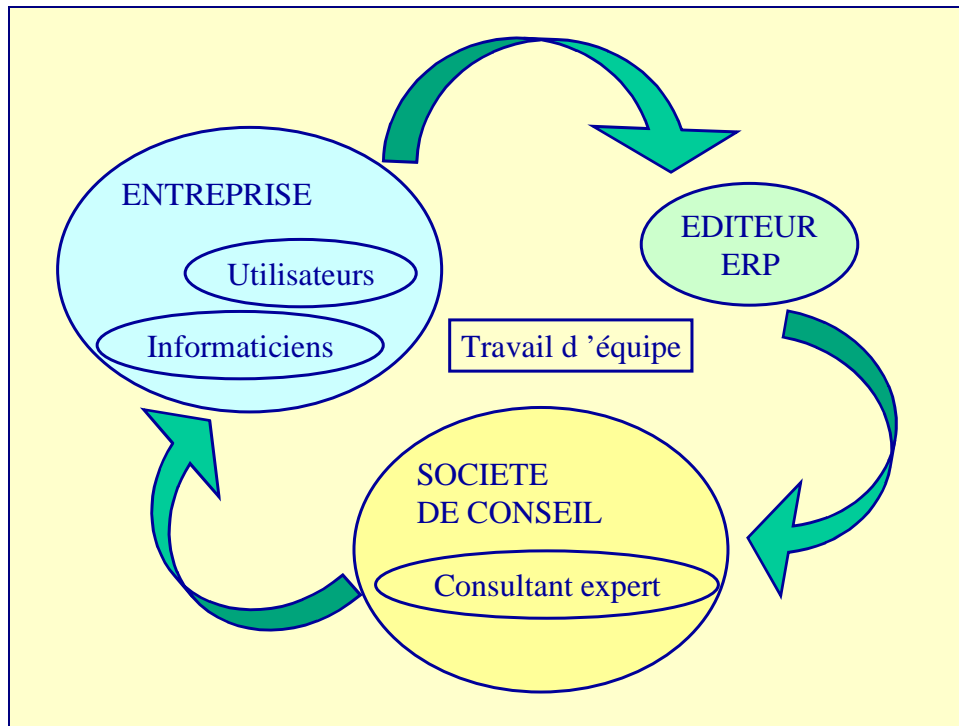 ENTREPRISE
Utilisateurs
Informaticiens
EDITEUR
ERP
Travail d ’équipe
SOCIETE
DE CONSEIL
Consultant expert